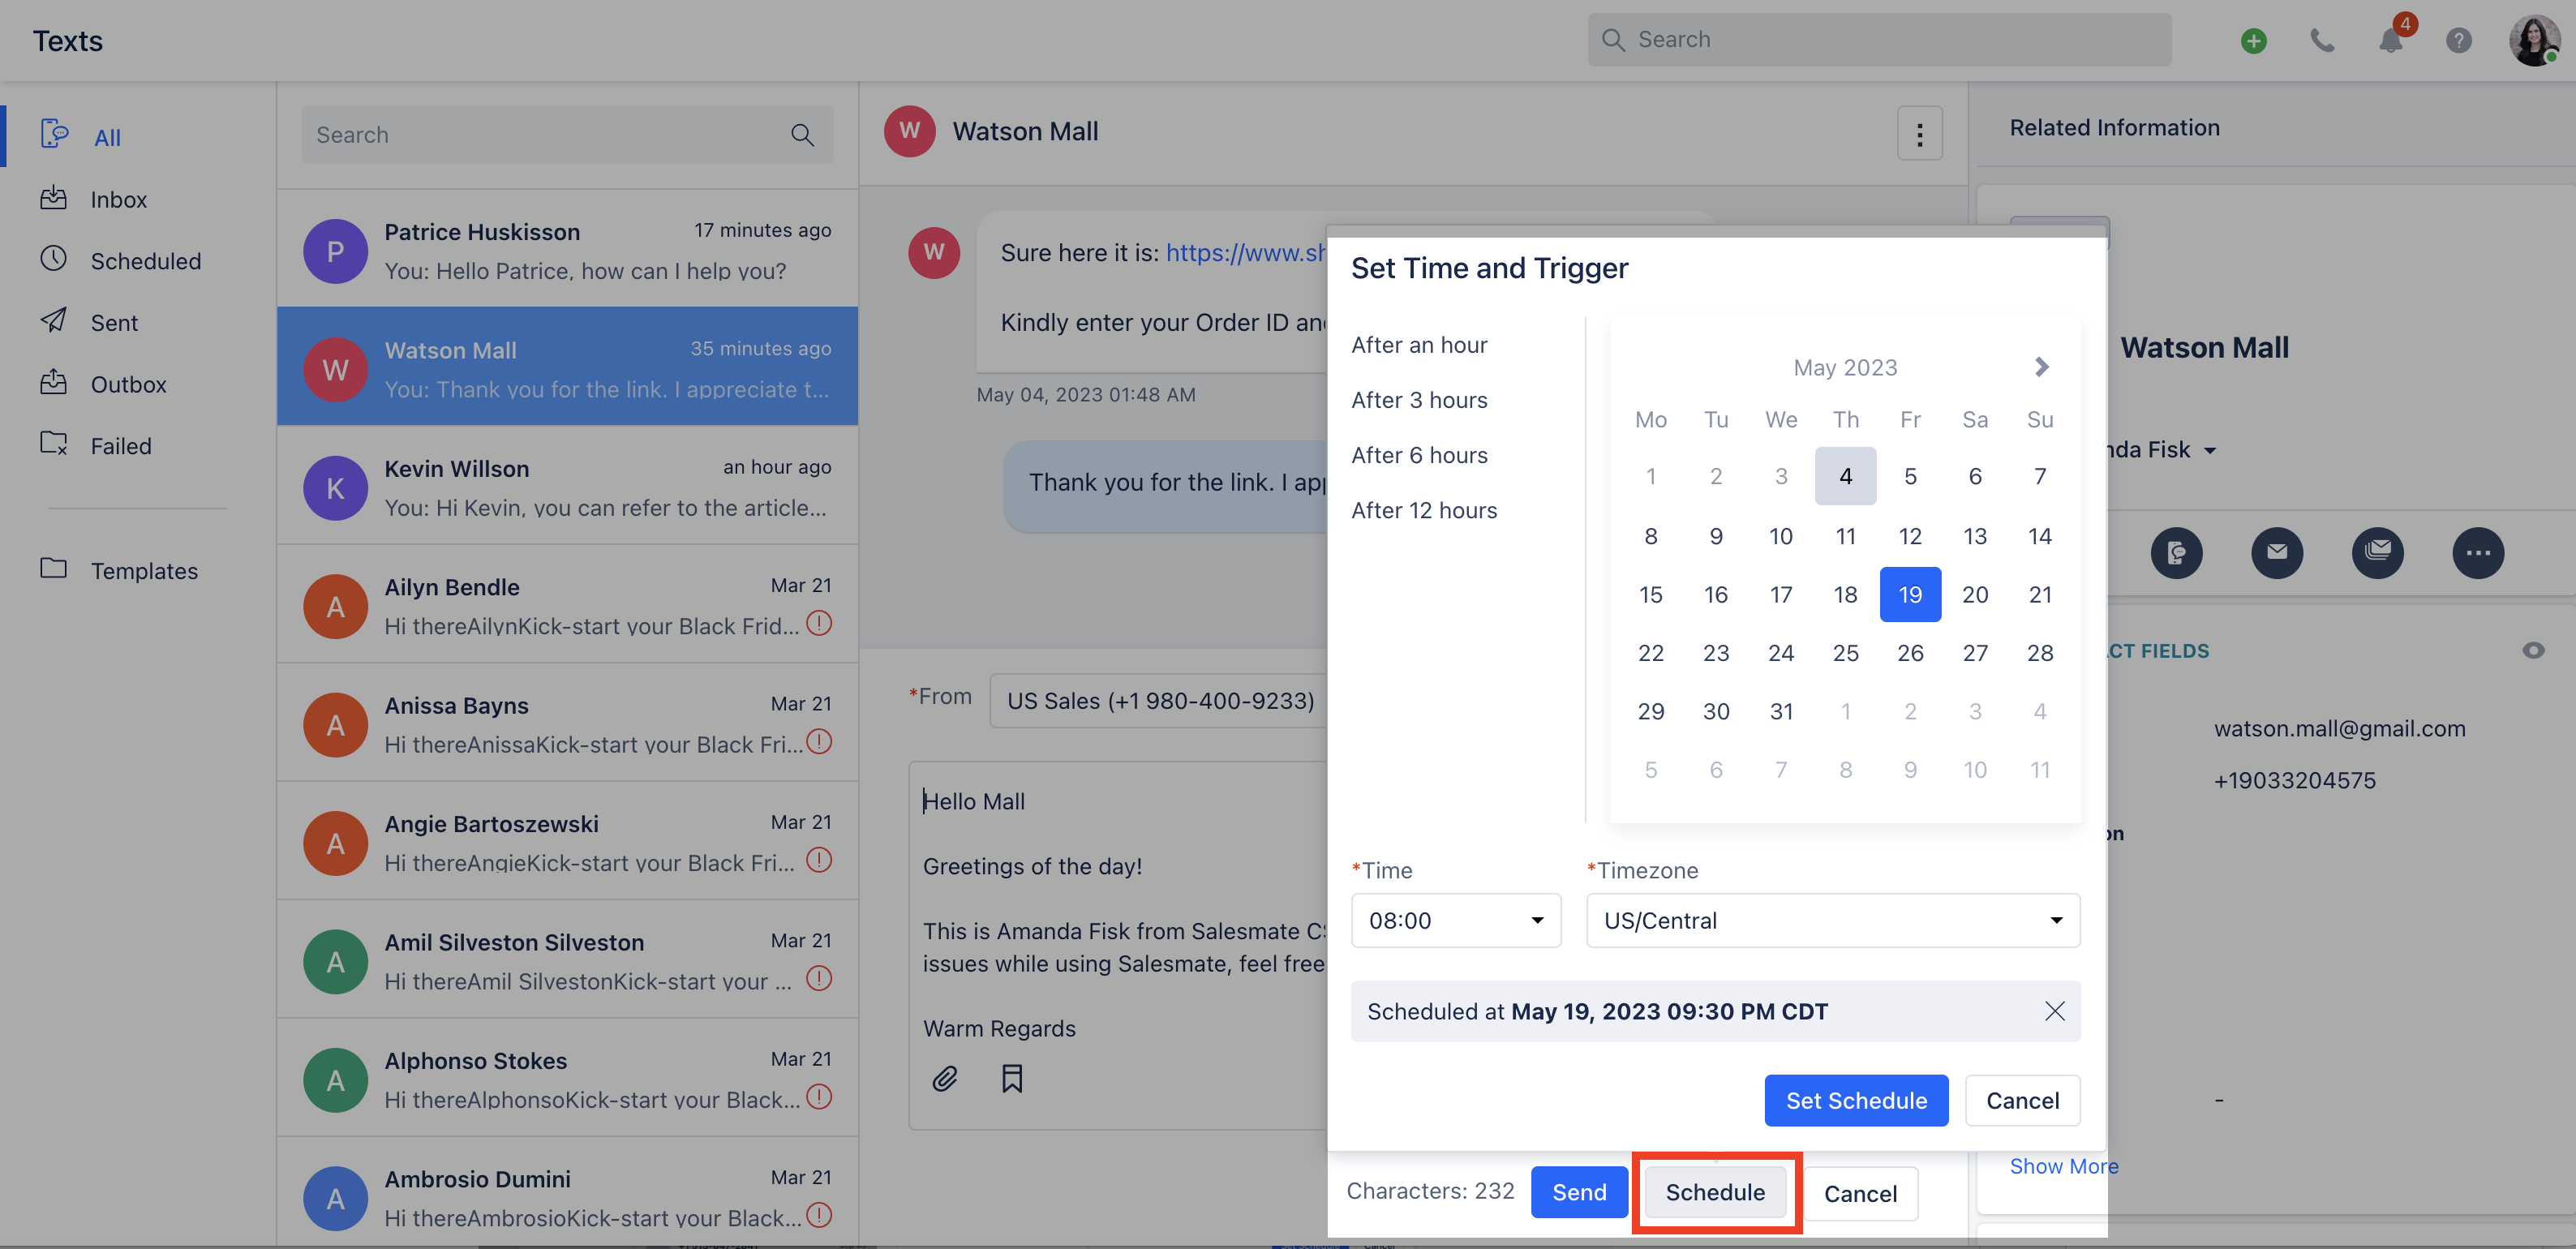 Texts
Search
4
All
Inbox
Scheduled
Sent
Outbox
Failed
Templates
Search
P
Patrice Huskisson
17 minutes ago
You: Hello Patrice, how can I help you?
W
Watson Mall
35 minutes ago
You: Thank you for the link. I appreciate t...
K
Kevin Willson
an hour ago
You: Hi Kevin, you can refer to the article...
A
Ailyn Bendle
Mar 21
Hi thereAilynKick-start your Black Frid...
A
Anissa Bayns
Mar 21
Hi thereAnissaKick-start your Black Fri...
A
Angie Bartoszewski
Mar 21
Hi thereAngieKick-start your Black Fri...
A
Amil Silveston Silveston
Mar 21
Hi thereAmil SilvestonKick-start your ...
A
Alphonso Stokes
Mar 21
Hi thereAlphonsoKick-start your Black...
A
Ambrosio Dumini
Mar 21
Hi thereAmbrosioKick-start your Black...
W
Watson Mall
W
Sure here it is: https://www.sh
Kindly enter your Order ID an
May 04, 2023 01:48 AM
Thank you for the link. I ap
*From
US Sales (+1 980-400-9233)
Hello Mall
Greetings of the day!
This is Amanda Fisk from Salesmate C
issues while using Salesmate, feel free
Warm Regards
Set Time and Trigger
After an hour
After 3 hours
After 6 hours
After 12 hours
May 2023
Mo Tu We Th Fr Sa Su
1 2 3 4 5 6 7
8 9 10 11 12 13 14
15 16 17 18 19 20 21
22 23 24 25 26 27 28
29 30 31 1 2 3 4
5 6 7 8 9 10 11
*Time
*Timezone
08:00
US/Central
Scheduled at May 19, 2023 09:30 PM CDT
Set Schedule
Cancel
Characters: 232
Send
Schedule
Cancel
Related Information
Watson Mall
nda Fisk
ACT FIELDS
watson.mall@gmail.com
+19033204575
on
-
Show More